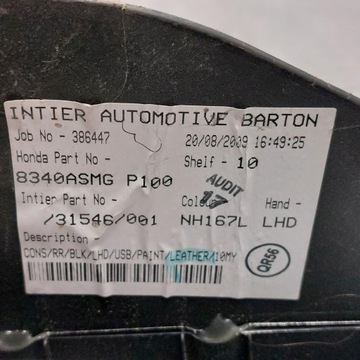 INTIER AUTOMOTIVE BARTON
Job No - 386447 20/08/2009 16:49:25
Honda Part No - Shelf - 10
8340ASMG P100
AUDIT
17
Intier Part No - Colour Hand -
/31546/001 NH167L LHD
Description -
CONS/RR/BLK/LHD/USB/PAINT/LEATHER/10MY
QR56